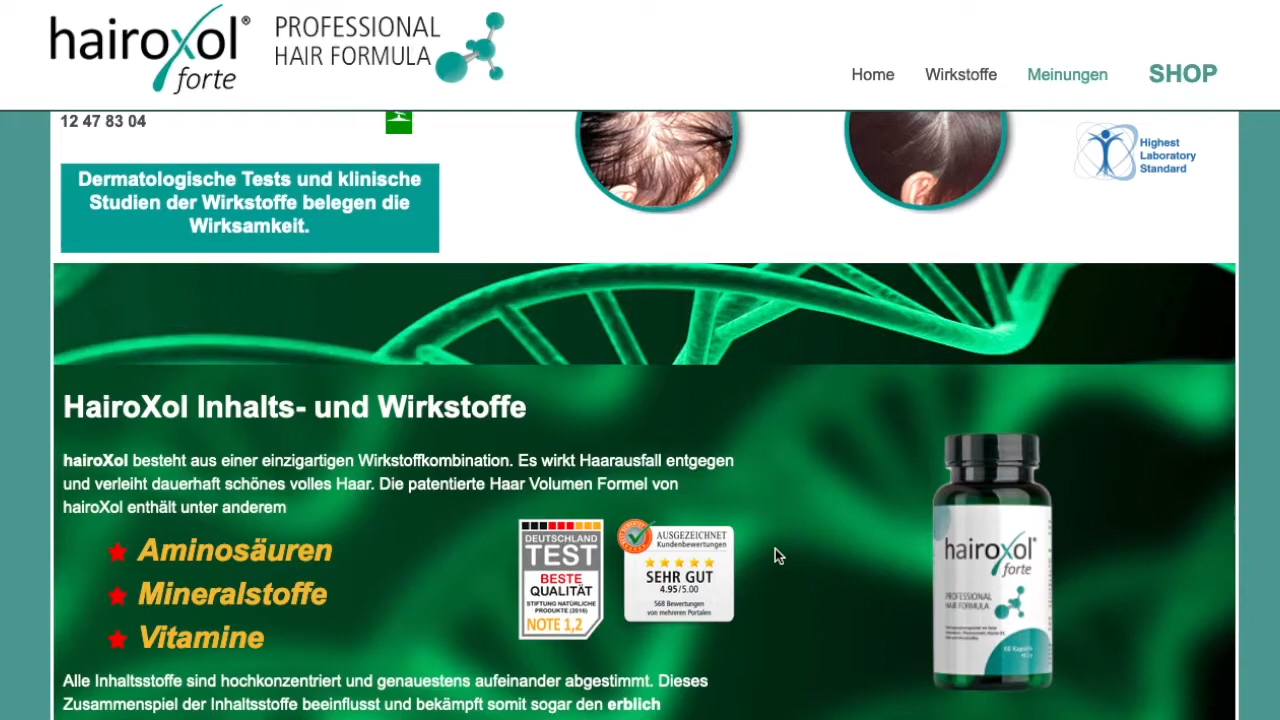 hairoxol®
forte
PROFESSIONAL
HAIR FORMULA
Home
Wirkstoffe
Meinungen
SHOP
12 47 83 04
Highest
Laboratory
Standard
Dermatologische Tests und klinische
Studien der Wirkstoffe belegen die
Wirksamkeit.
HairoXol Inhalts- und Wirkstoffe
hairoXol besteht aus einer einzigartigen Wirkstoffkombination. Es wirkt Haarausfall entgegen
und verleiht dauerhaft schönes volles Haar. Die patentierte Haar Volumen Formel von
hairoXol enthält unter anderem
Aminosäuren
Mineralstoffe
Vitamine
DEUTSCHLAND
TEST
BESTE
QUALITÄT
STIFTUNG NATÜRLICHE
PRODUKTE (2016)
NOTE 1,2
AUSGEZEICHNET
Kundenbewertungen
SEHR GUT
4.95/5.00
568 Bewertungen
von mehreren Portalen
hairoxol®
forte
PROFESSIONAL
HAIR FORMULA
Alle Inhaltsstoffe sind hochkonzentriert und genauestens aufeinander abgestimmt. Dieses
Zusammenspiel der Inhaltsstoffe beeinflusst und bekämpft somit sogar den erblich